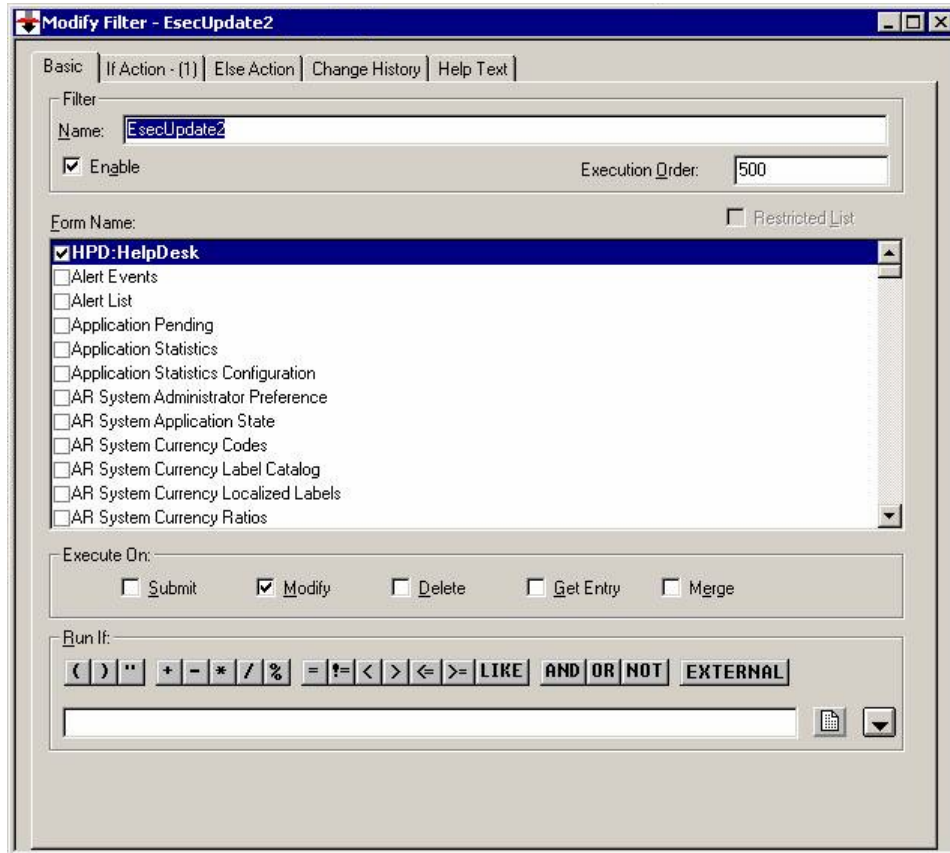 Modify Filter - EsecUpdate2
Basic If Action - (1) Else Action Change History Help Text
Filter
Name: EsecUpdate2
Enable Execution Order: 500
Form Name: Restricted List
HPD:HelpDesk
Alert Events
Alert List
Application Pending
Application Statistics
Application Statistics Configuration
AR System Administrator Preference
AR System Application State
AR System Currency Codes
AR System Currency Label Catalog
AR System Currency Localized Labels
AR System Currency Ratios
Execute On:
Submit Modify Delete Get Entry Merge
Run If:
( ) " + - * / % = != < > <= >= LIKE AND OR NOT EXTERNAL